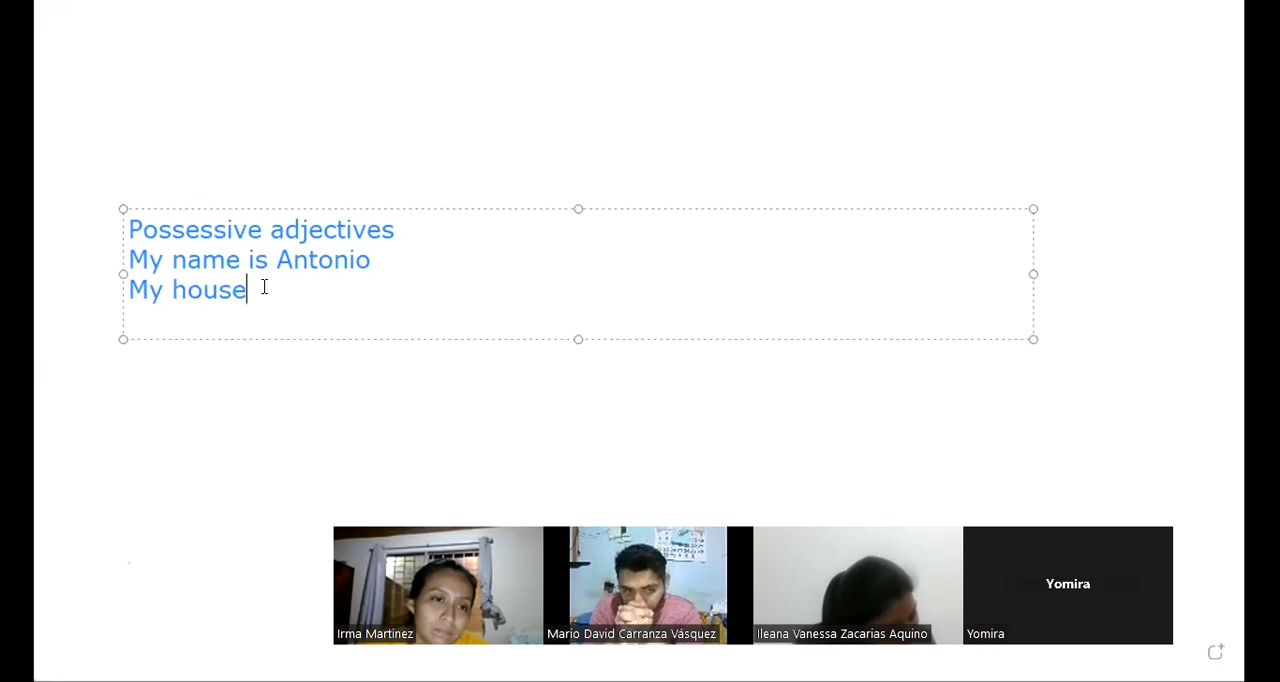 Possessive adjectives
My name is Antonio
My house
Yomira
Irma Martinez
Mario David Carranza Vásquez
Ileana Vanessa Zacarias Aquino
Yomira